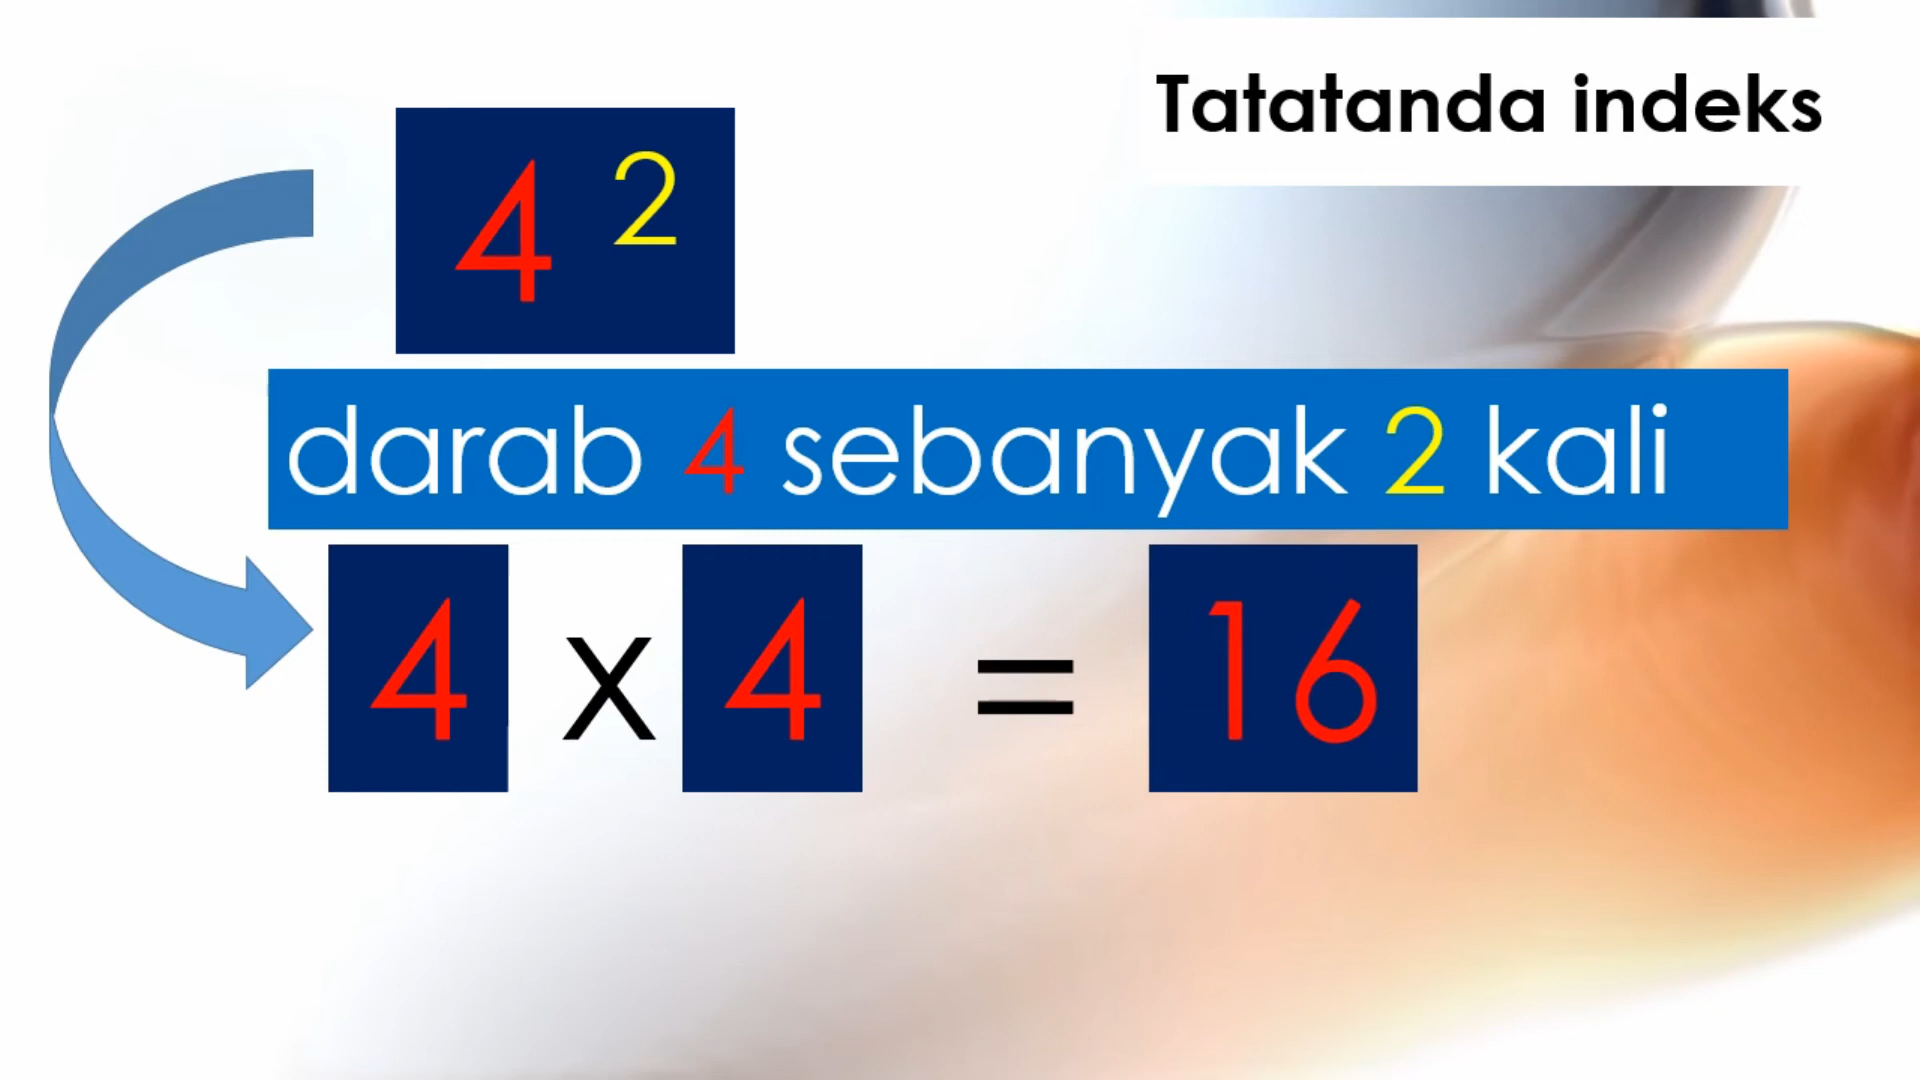 Tatatanda indeks
4 2
darab 4 sebanyak 2 kali
4 x 4 = 16